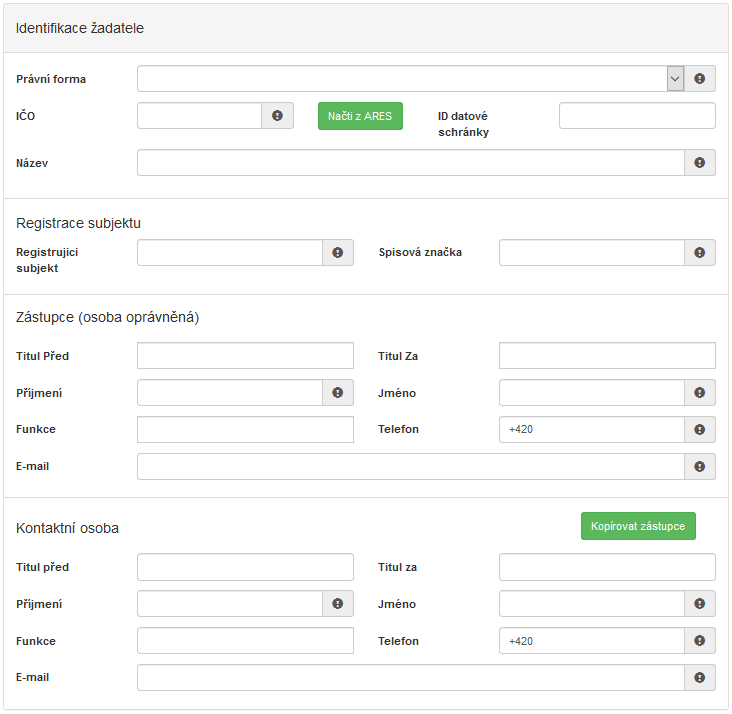 Identifikace žadatele
Právní forma
IČO
Načti z ARES
ID datové
schránky
Název
Registrace subjektu
Registrujíci
subjekt
Spisová značka
Zástupce (osoba oprávněná)
Titul Před
Titul Za
Příjmení
Jméno
Funkce
Telefon
+420
E-mail
Kontaktní osoba
Kopírovat zástupce
Titul před
Titul za
Příjmení
Jméno
Funkce
Telefon
+420
E-mail